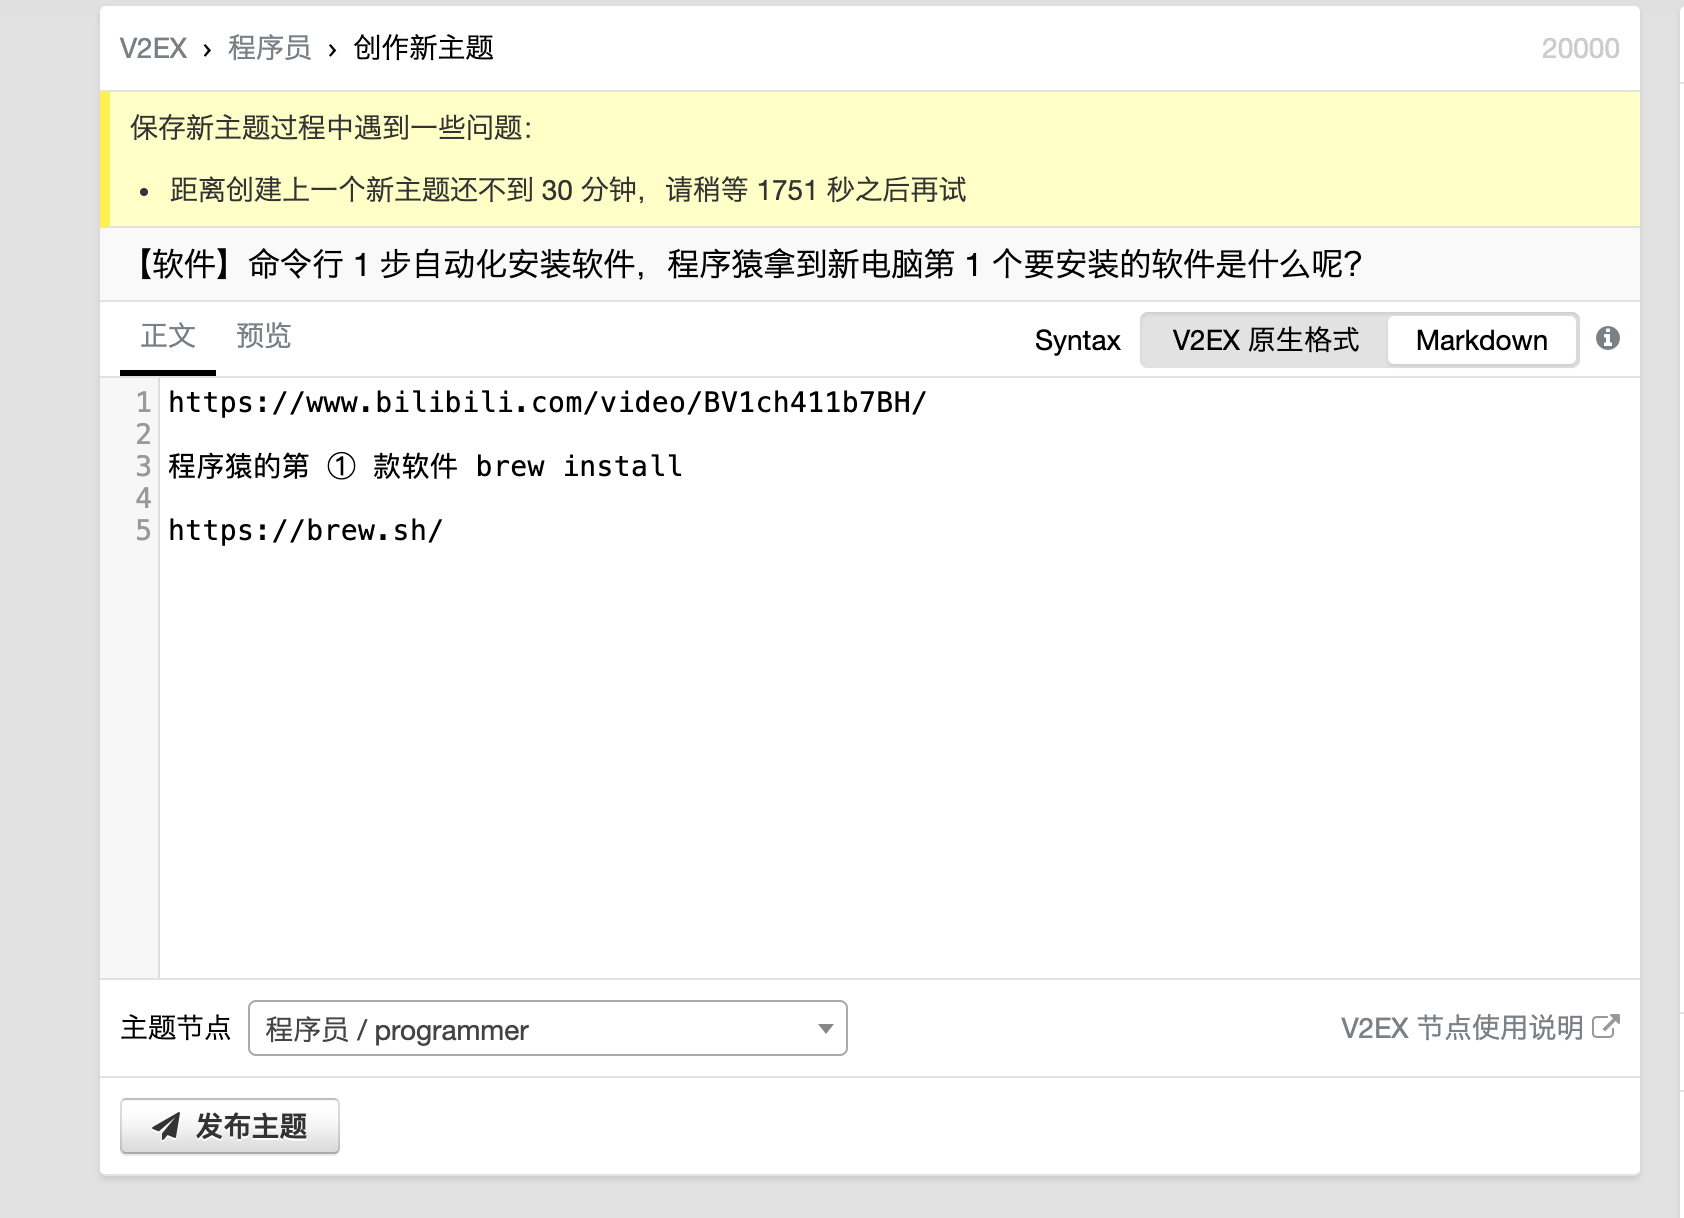 V2EX › 程序员 › 创作新主题
20000
保存新主题过程中遇到一些问题：
• 距离创建上一个新主题还不到 30 分钟，请稍等 1751 秒之后再试
【软件】命令行 1 步自动化安装软件，程序猿拿到新电脑第 1 个要安装的软件是什么呢？
正文 预览
Syntax V2EX 原生格式 Markdown
1 https://www.bilibili.com/video/BV1ch411b7BH/
2
3 程序猿的第 ① 款软件 brew install
4
5 https://brew.sh/
主题节点 程序员 / programmer
V2EX 节点使用说明
发布主题